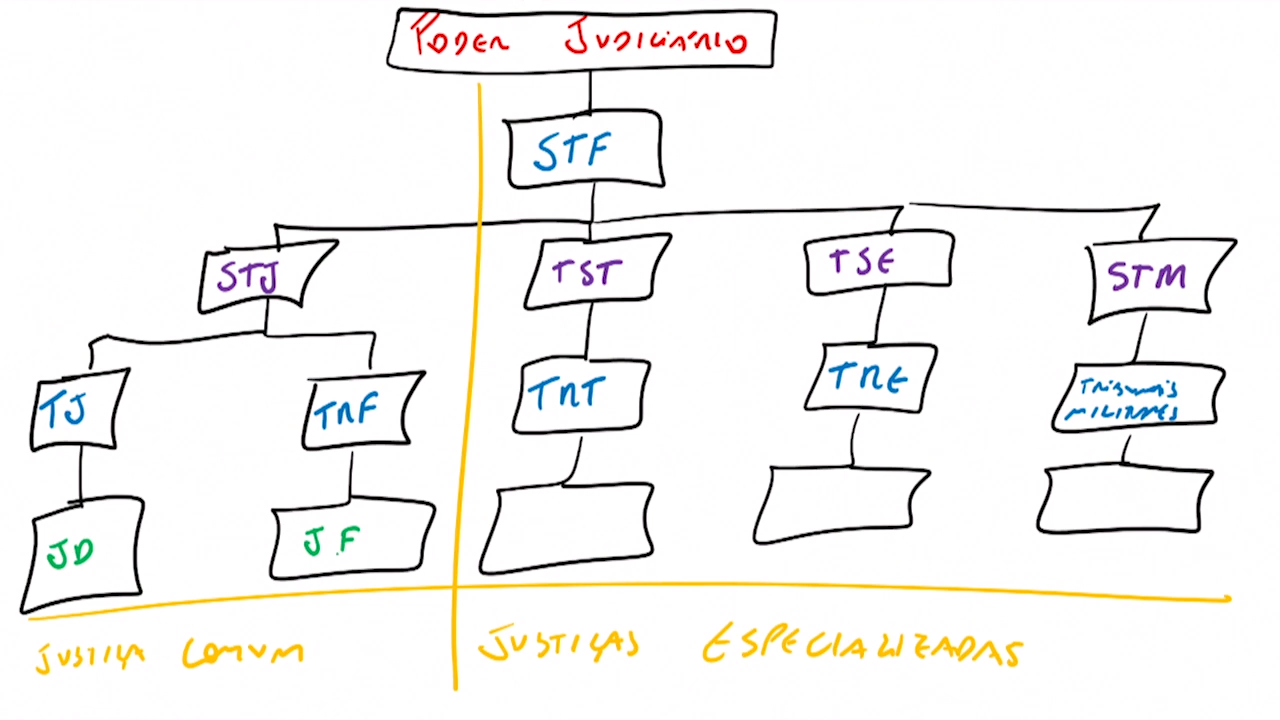 PODER JUDICIÁRIO
STF
STJ
TST
TSE
STM
TJ
TRF
TRT
TRE
TRIBUNAIS
MILITARES
JD
J.F
JUSTIÇA COMUM
JUSTIÇAS ESPECIALIZADAS